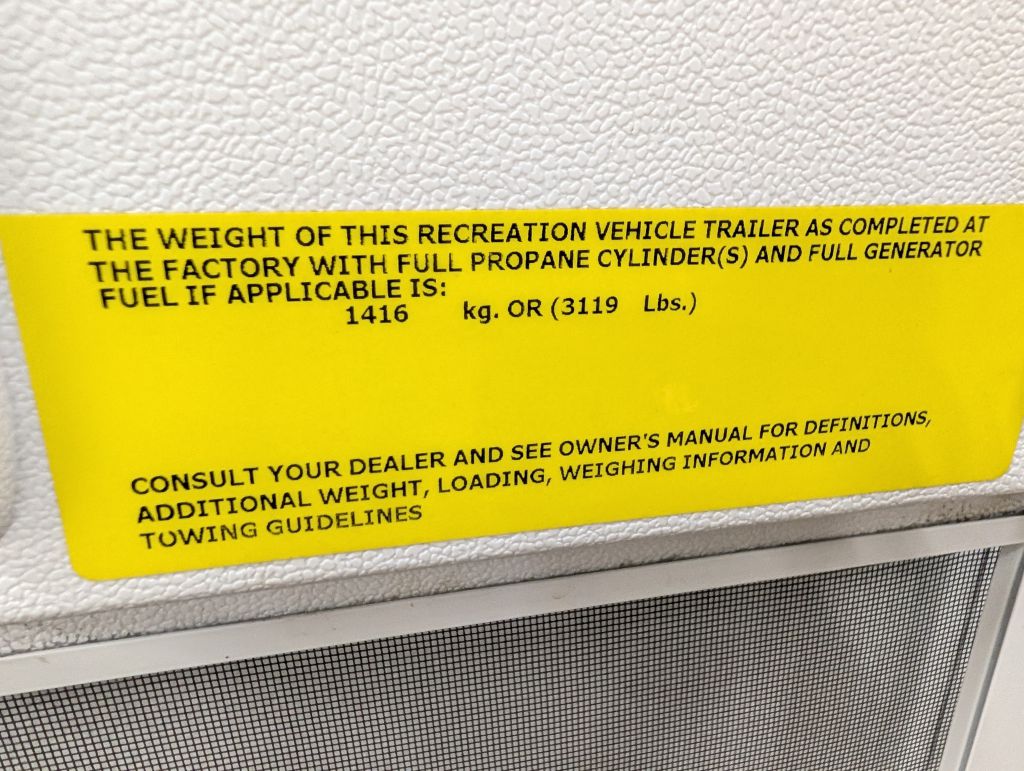 THE WEIGHT OF THIS RECREATION VEHICLE TRAILER AS COMPLETED AT
THE FACTORY WITH FULL PROPANE CYLINDER(S) AND FULL GENERATOR
FUEL IF APPLICABLE IS:
1416 kg. OR (3119 Lbs.)
CONSULT YOUR DEALER AND SEE OWNER'S MANUAL FOR DEFINITIONS,
ADDITIONAL WEIGHT, LOADING, WEIGHING INFORMATION AND
TOWING GUIDELINES